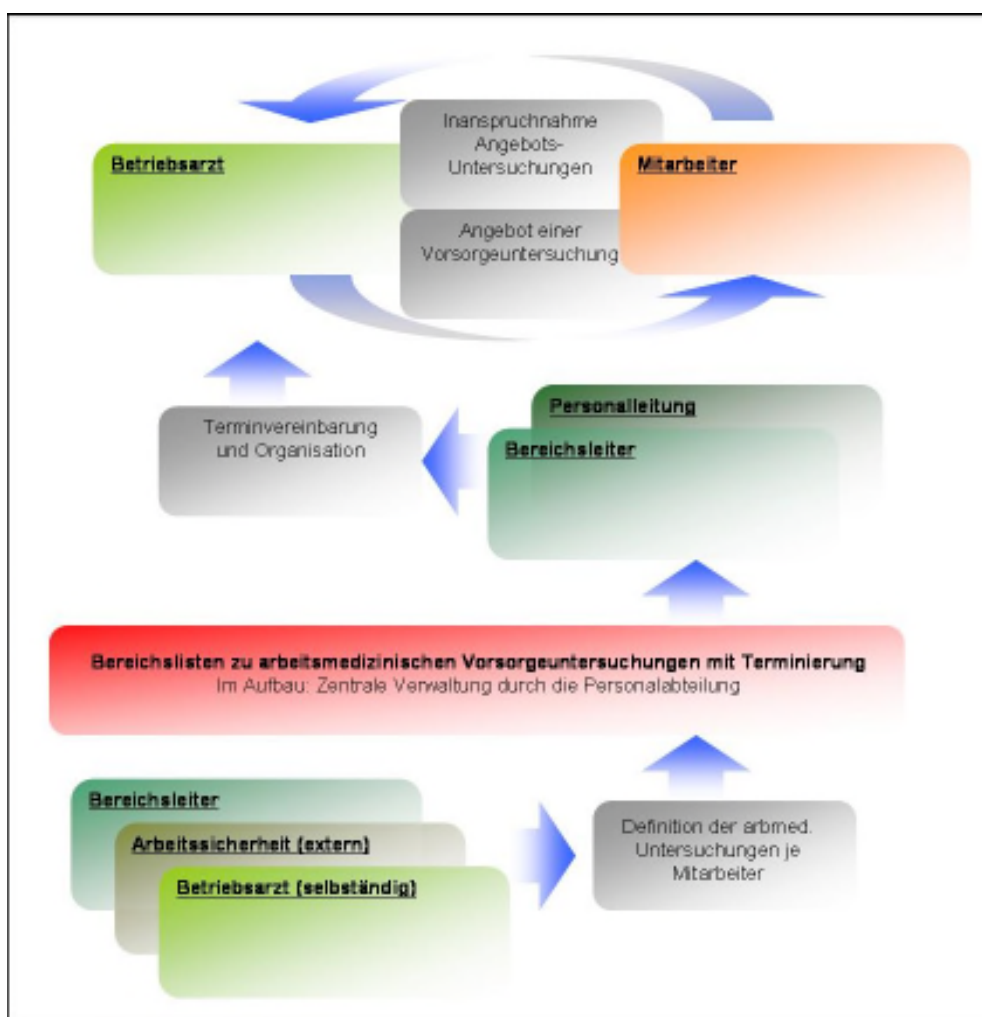 Inanspruchnahme
Angebots-
Untersuchungen
Betriebsarzt
Mitarbeiter
Angebot einer
Vorsorgeuntersuchung
Personalleitung
Terminvereinbarung
und Organisation
Bereichsleiter
Bereichslisten zu arbeitsmedizinischen Vorsorgeuntersuchungen mit Terminierung
Im Aufbau: Zentrale Verwaltung durch die Personalabteilung
Bereichsleiter
Arbeitssicherheit (extern)
Betriebsarzt (selbständig)
Definition der arbmed.
Untersuchungen je
Mitarbeiter